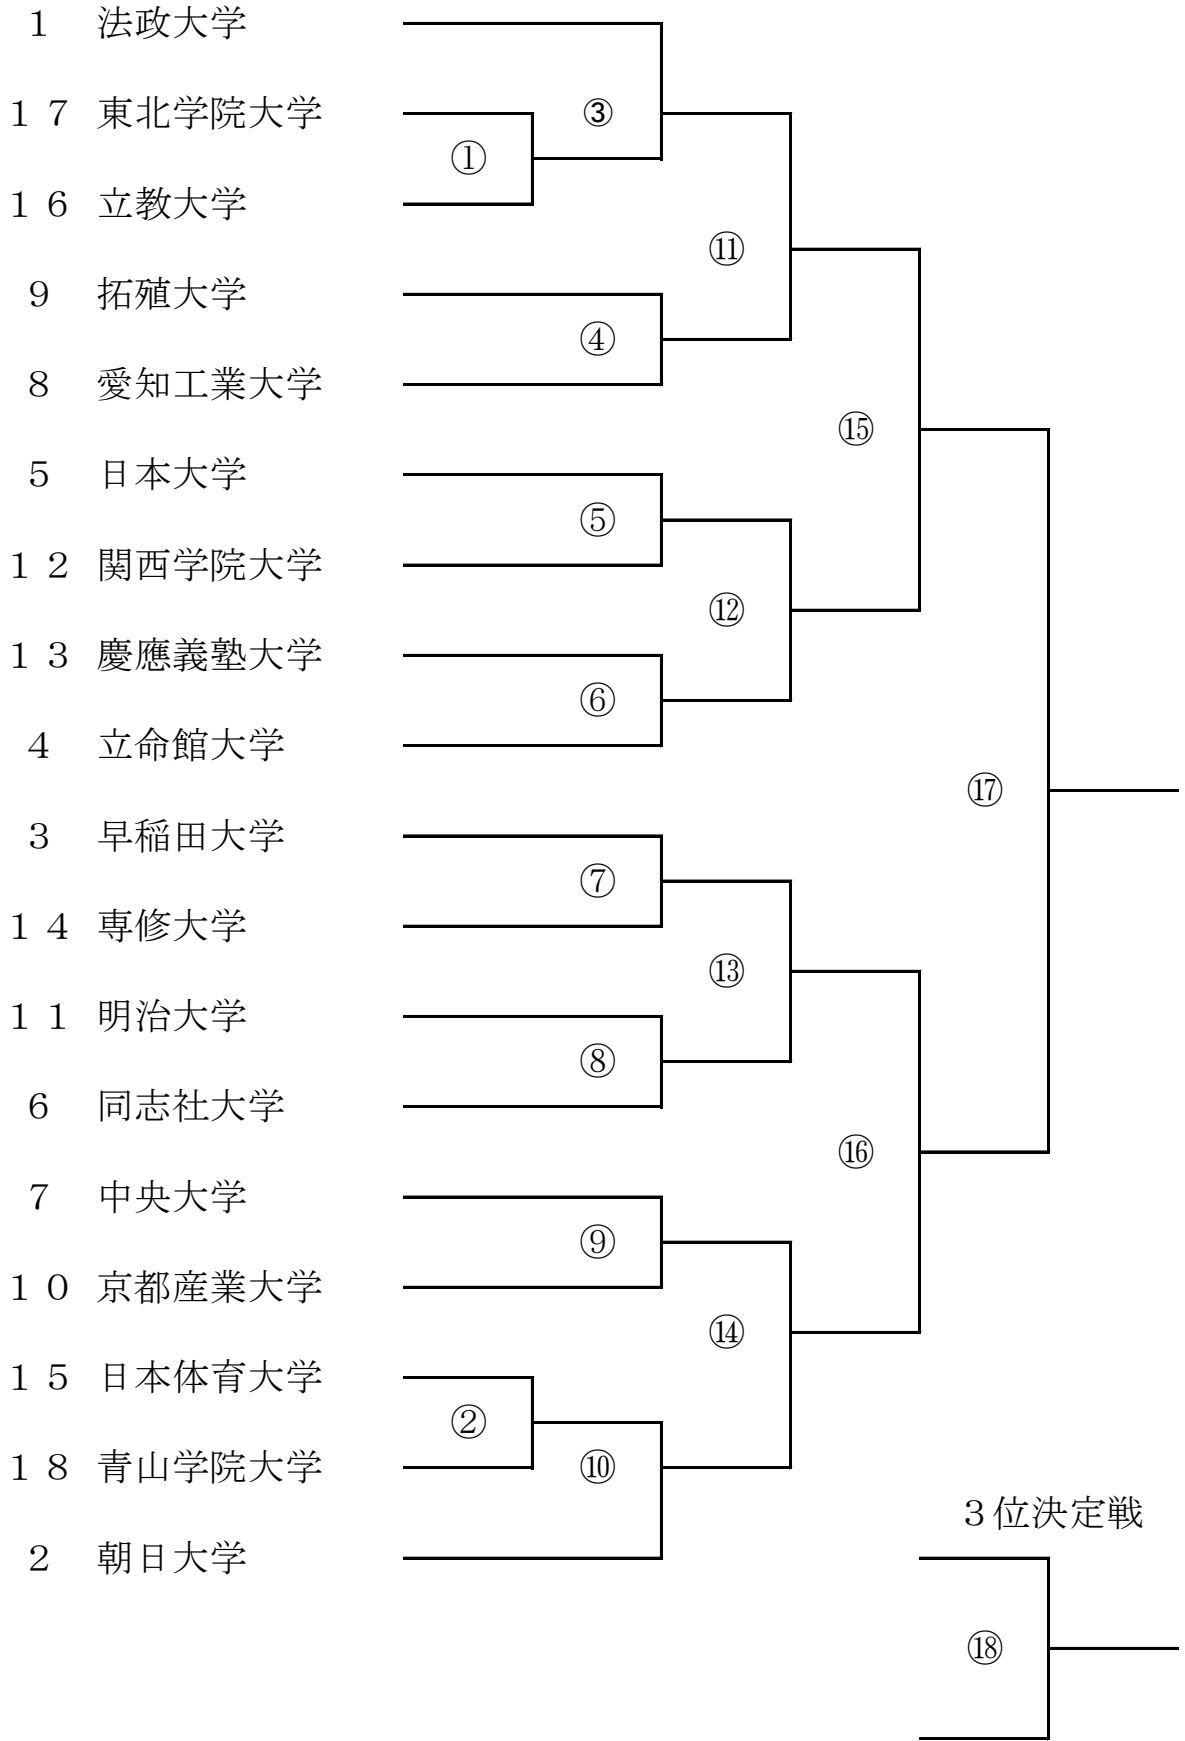 １　法政大学
１７　東北学院大学　③
①
１６　立教大学
⑪
９　拓殖大学
④
８　愛知工業大学
⑮
５　日本大学
⑤
１２　関西学院大学
⑫
１３　慶應義塾大学
⑥
４　立命館大学
⑰
３　早稲田大学
⑦
１４　専修大学
⑬
１１　明治大学
⑧
６　同志社大学
⑯
７　中央大学
⑨
１０　京都産業大学
⑭
１５　日本体育大学
②
１８　青山学院大学　⑩
３位決定戦
２　朝日大学
⑱